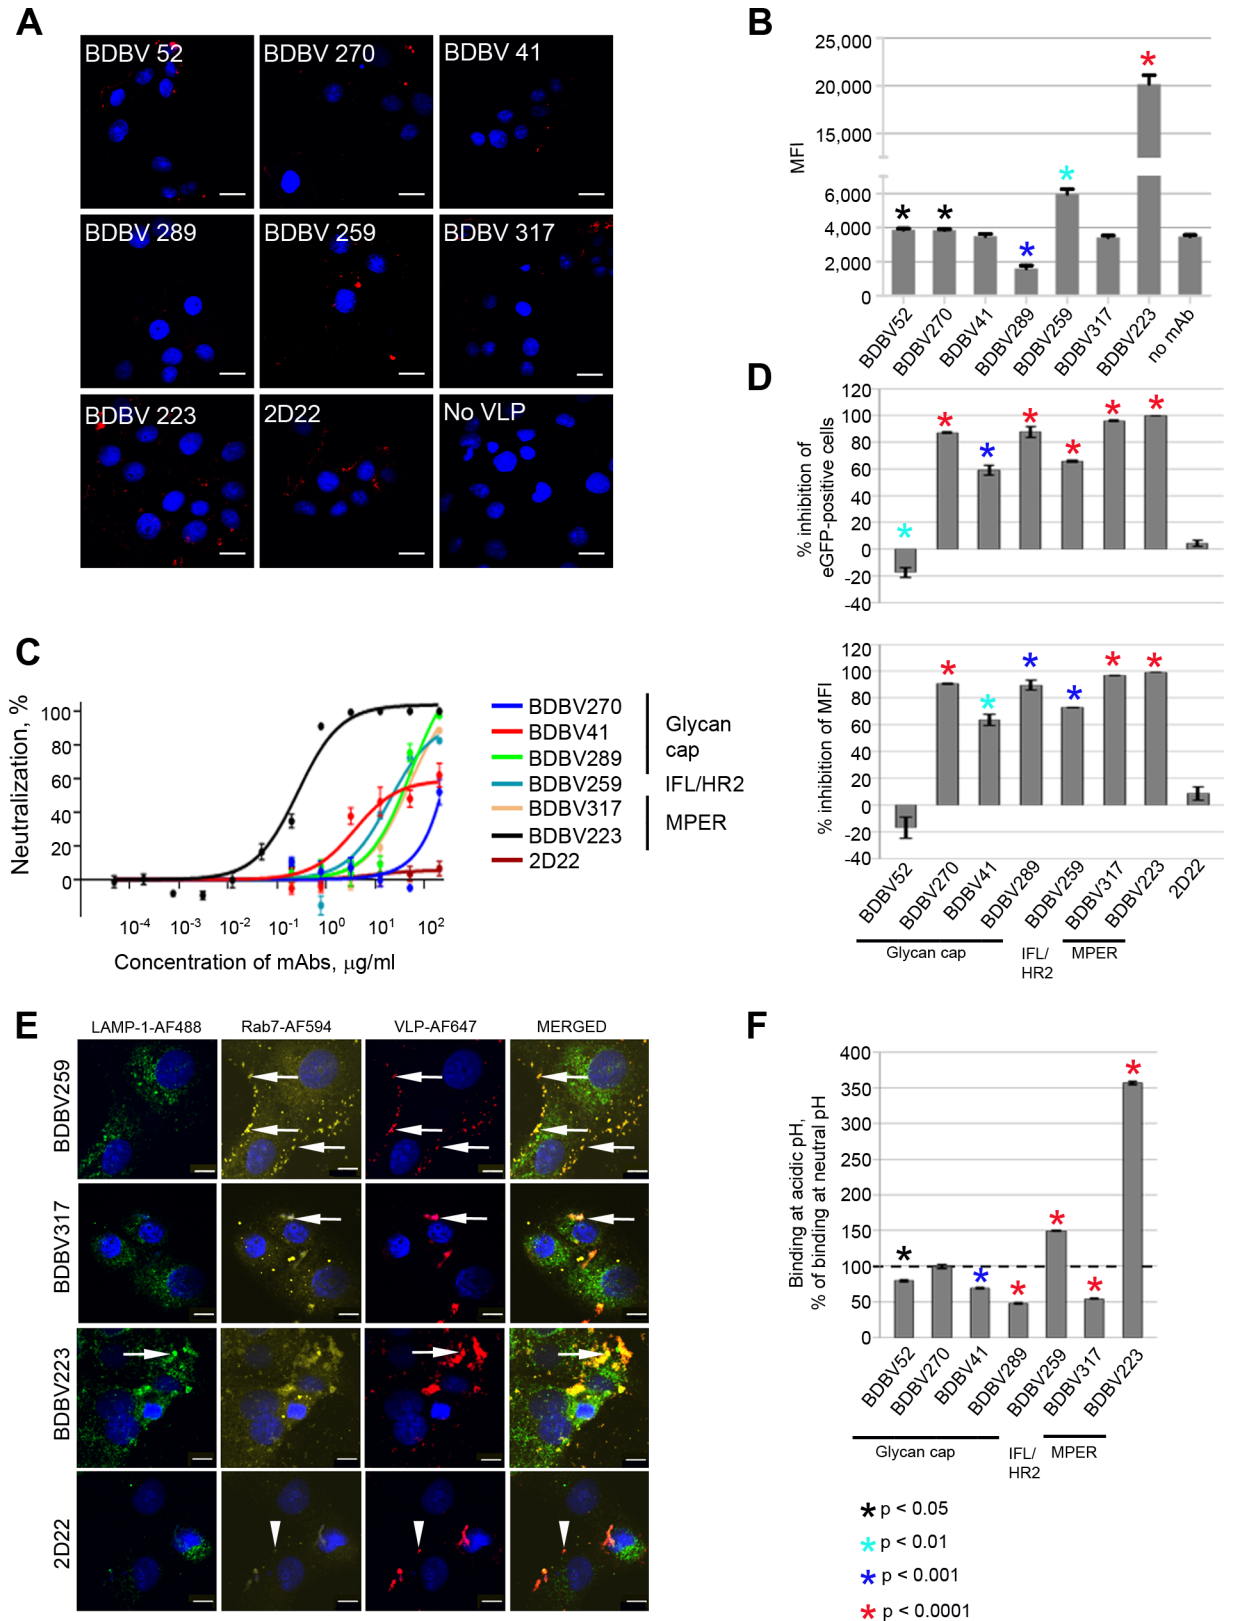 A
BDBV 52
BDBV 270
BDBV 41
BDBV 289
BDBV 259
BDBV 317
BDBV 223
2D22
No VLP
B
MFI
25,000
20,000
15,000
6,000
4,000
2,000
0
*
*
*
*
*
BDBV52
BDBV270
BDBV41
BDBV289
BDBV259
BDBV317
BDBV223
no mAb
C
Neutralization, %
100
80
60
40
20
0
10-4
10-3
10-2
10-1
100
101
102
Concentration of mAbs, µg/ml
BDBV270
BDBV41
BDBV289
BDBV259
BDBV317
BDBV223
2D22
Glycan
cap
IFL/HR2
MPER
D
% inhibition of
eGFP-positive cells
120
100
80
60
40
20
0
-20
-40
*
*
*
*
*
*
*
% inhibition of MFI
120
100
80
60
40
20
0
-20
-40
*
*
*
*
*
*
BDBV52
BDBV270
BDBV41
BDBV289
BDBV259
BDBV317
BDBV223
2D22
Glycan cap
IFL/
HR2
MPER
E
LAMP-1-AF488
Rab7-AF594
VLP-AF647
MERGED
BDBV259
BDBV317
BDBV223
2D22
F
Binding at acidic pH,
% of binding at neutral pH
400
350
300
250
200
150
100
50
0
*
*
*
*
*
*
BDBV52
BDBV270
BDBV41
BDBV289
BDBV259
BDBV317
BDBV223
Glycan cap
IFL/
HR2
MPER
* p < 0.05
* p < 0.01
* p < 0.001
* p < 0.0001